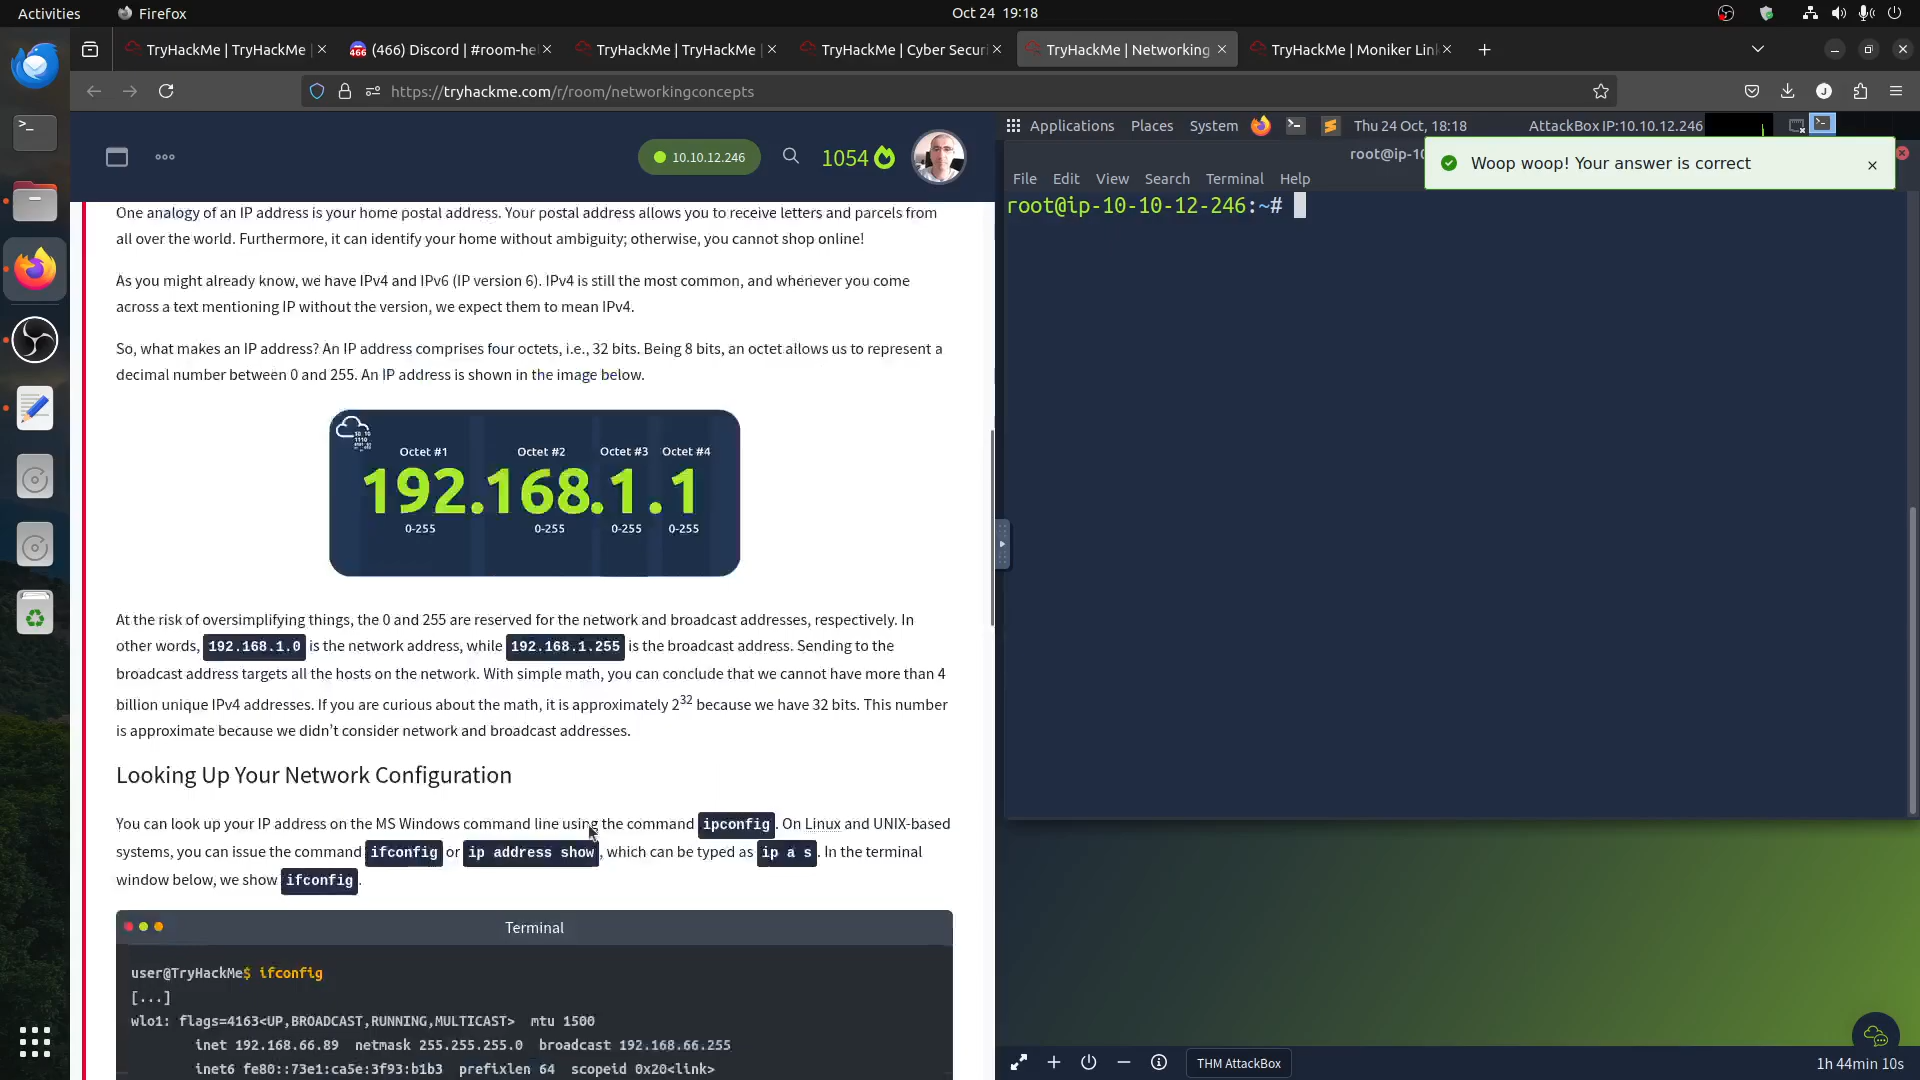 Activities
Firefox
Oct 24 19:18
TryHackMe | TryHackMe
(466) Discord | #room-he
TryHackMe | TryHackMe
TryHackMe | Cyber Securi
TryHackMe | Networking
TryHackMe | Moniker Link
https://tryhackme.com/r/room/networkingconcepts
10.10.12.246
1054
Applications Places System
Thu 24 Oct, 18:18
AttackBox IP:10.10.12.246
root@ip-10
Woop woop! Your answer is correct
File Edit View Search Terminal Help
root@ip-10-10-12-246:~#
One analogy of an IP address is your home postal address. Your postal address allows you to receive letters and parcels from
all over the world. Furthermore, it can identify your home without ambiguity; otherwise, you cannot shop online!
As you might already know, we have IPv4 and IPv6 (IP version 6). IPv4 is still the most common, and whenever you come
across a text mentioning IP without the version, we expect them to mean IPv4.
So, what makes an IP address? An IP address comprises four octets, i.e., 32 bits. Being 8 bits, an octet allows us to represent a
decimal number between 0 and 255. An IP address is shown in the image below.
Octet #1 Octet #2 Octet #3 Octet #4
192.168.1.1
0-255 0-255 0-255 0-255
At the risk of oversimplifying things, the 0 and 255 are reserved for the network and broadcast addresses, respectively. In
other words, 192.168.1.0 is the network address, while 192.168.1.255 is the broadcast address. Sending to the
broadcast address targets all the hosts on the network. With simple math, you can conclude that we cannot have more than 4
billion unique IPv4 addresses. If you are curious about the math, it is approximately 2³² because we have 32 bits. This number
is approximate because we didn't consider network and broadcast addresses.
Looking Up Your Network Configuration
You can look up your IP address on the MS Windows command line using the command ipconfig. On Linux and UNIX-based
systems, you can issue the command ifconfig or ip address show, which can be typed as ip a s. In the terminal
window below, we show ifconfig.
Terminal
user@TryHackMe$ ifconfig
[...]
wlo1: flags=4163<UP,BROADCAST,RUNNING,MULTICAST> mtu 1500
inet 192.168.66.89 netmask 255.255.255.0 broadcast 192.168.66.255
inet6 fe80::73e1:ca5e:3f93:b1b3 prefixlen 64 scopeid 0x20<link>
THM AttackBox
1h 44min 10s